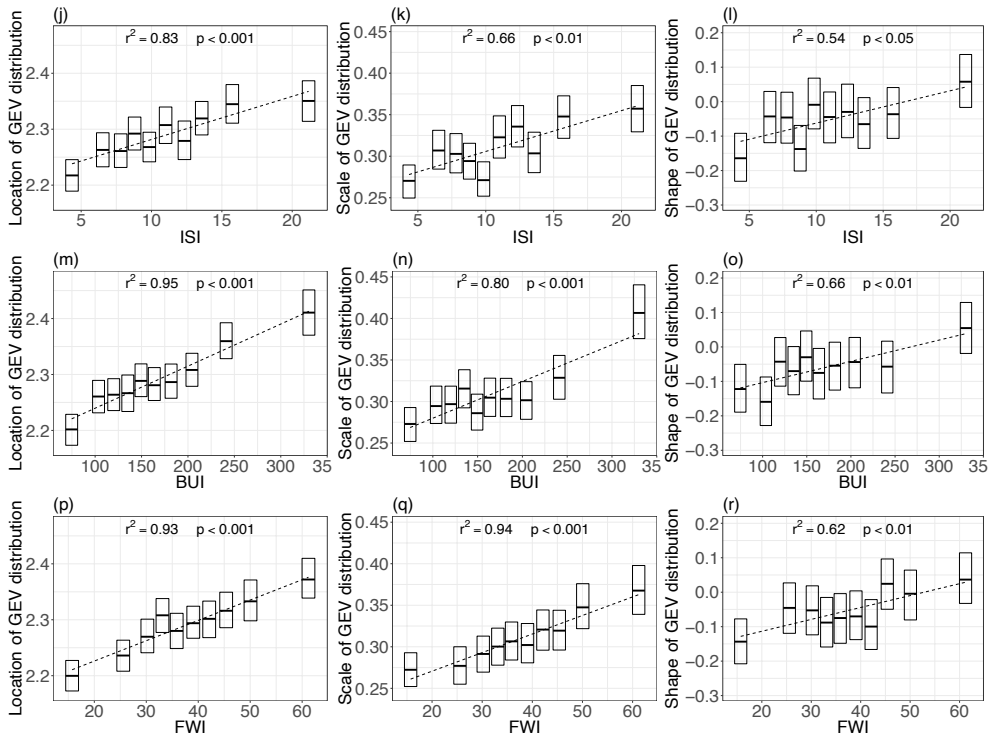 (j)
r² = 0.83 p < 0.001
Location of GEV distribution
2.4
2.3
2.2
5 10 15 20
ISI
(k)
r² = 0.66 p < 0.01
Scale of GEV distribution
0.45
0.40
0.35
0.30
0.25
5 10 15 20
ISI
(l)
r² = 0.54 p < 0.05
Shape of GEV distribution
0.2
0.1
0.0
−0.1
−0.2
−0.3
5 10 15 20
ISI
(m)
r² = 0.95 p < 0.001
Location of GEV distribution
2.4
2.3
2.2
100 150 200 250 300 35
BUI
(n)
r² = 0.80 p < 0.001
Scale of GEV distribution
0.45
0.40
0.35
0.30
0.25
100 150 200 250 300 35
BUI
(o)
r² = 0.66 p < 0.01
Shape of GEV distribution
0.2
0.1
0.0
−0.1
−0.2
−0.3
100 150 200 250 300 35
BUI
(p)
r² = 0.93 p < 0.001
Location of GEV distribution
2.4
2.3
2.2
20 30 40 50 60
FWI
(q)
r² = 0.94 p < 0.001
Scale of GEV distribution
0.45
0.40
0.35
0.30
0.25
20 30 40 50 60
FWI
(r)
r² = 0.62 p < 0.01
Shape of GEV distribution
0.2
0.1
0.0
−0.1
−0.2
−0.3
20 30 40 50 60
FWI